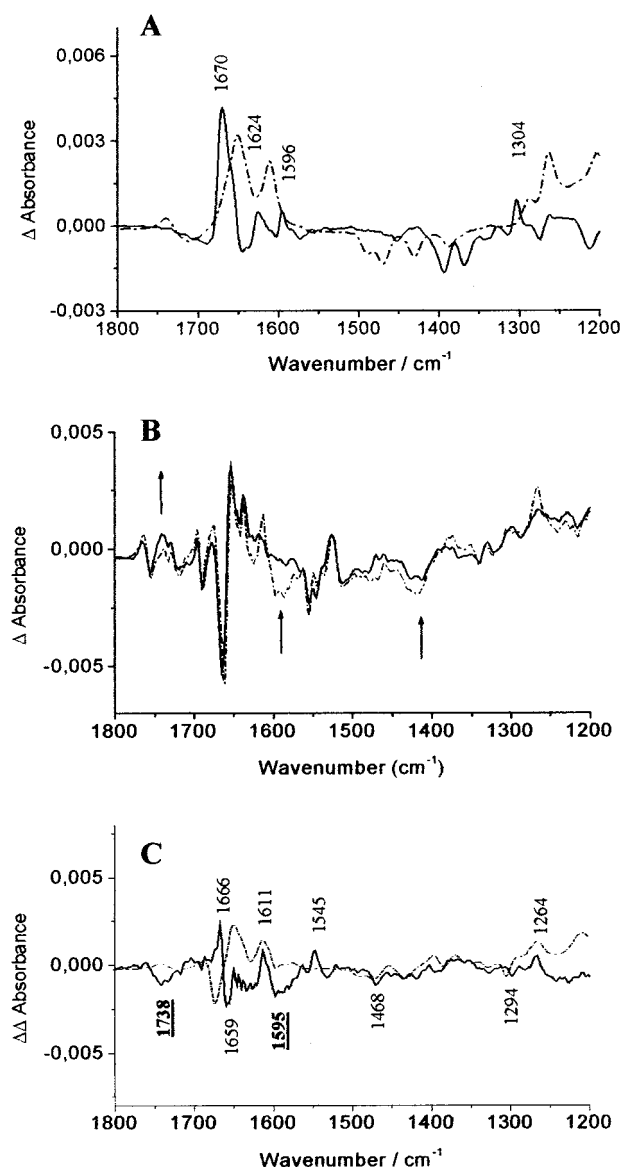 A
0,006
0,003
0,000
-0,003
Δ Absorbance
1670
1624
1596
1304
1800 1700 1600 1500 1400 1300 1200
Wavenumber / cm⁻¹
B
0,005
0,000
-0,005
Δ Absorbance
1800 1700 1600 1500 1400 1300 1200
Wavenumber (cm⁻¹)
C
0,005
0,000
-0,005
ΔΔ Absorbance
1666
1611
1545
1264
1738
1659
1595
1468
1294
1800 1700 1600 1500 1400 1300 1200
Wavenumber / cm⁻¹